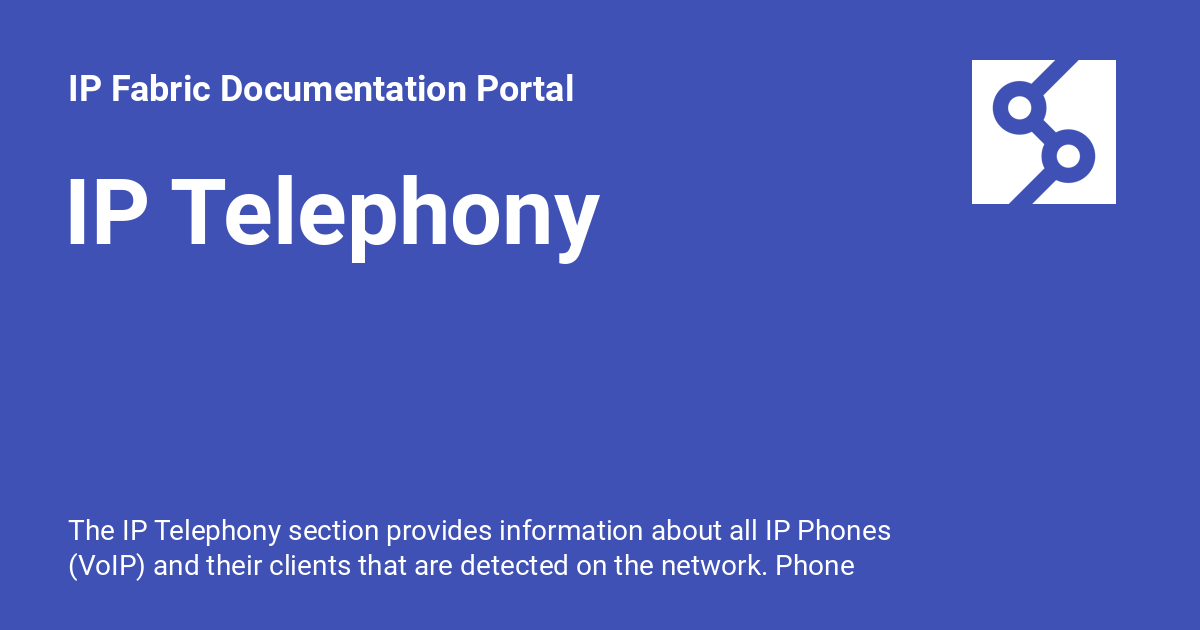 IP Fabric Documentation Portal
IP Telephony
The IP Telephony section provides information about all IP Phones
(VoIP) and their clients that are detected on the network. Phone